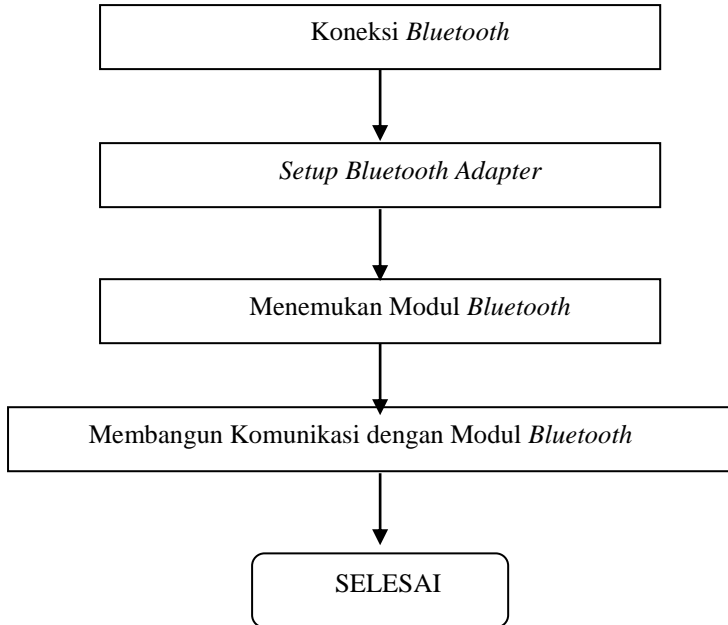 Koneksi Bluetooth
Setup Bluetooth Adapter
Menemukan Modul Bluetooth
Membangun Komunikasi dengan Modul Bluetooth
SELESAI